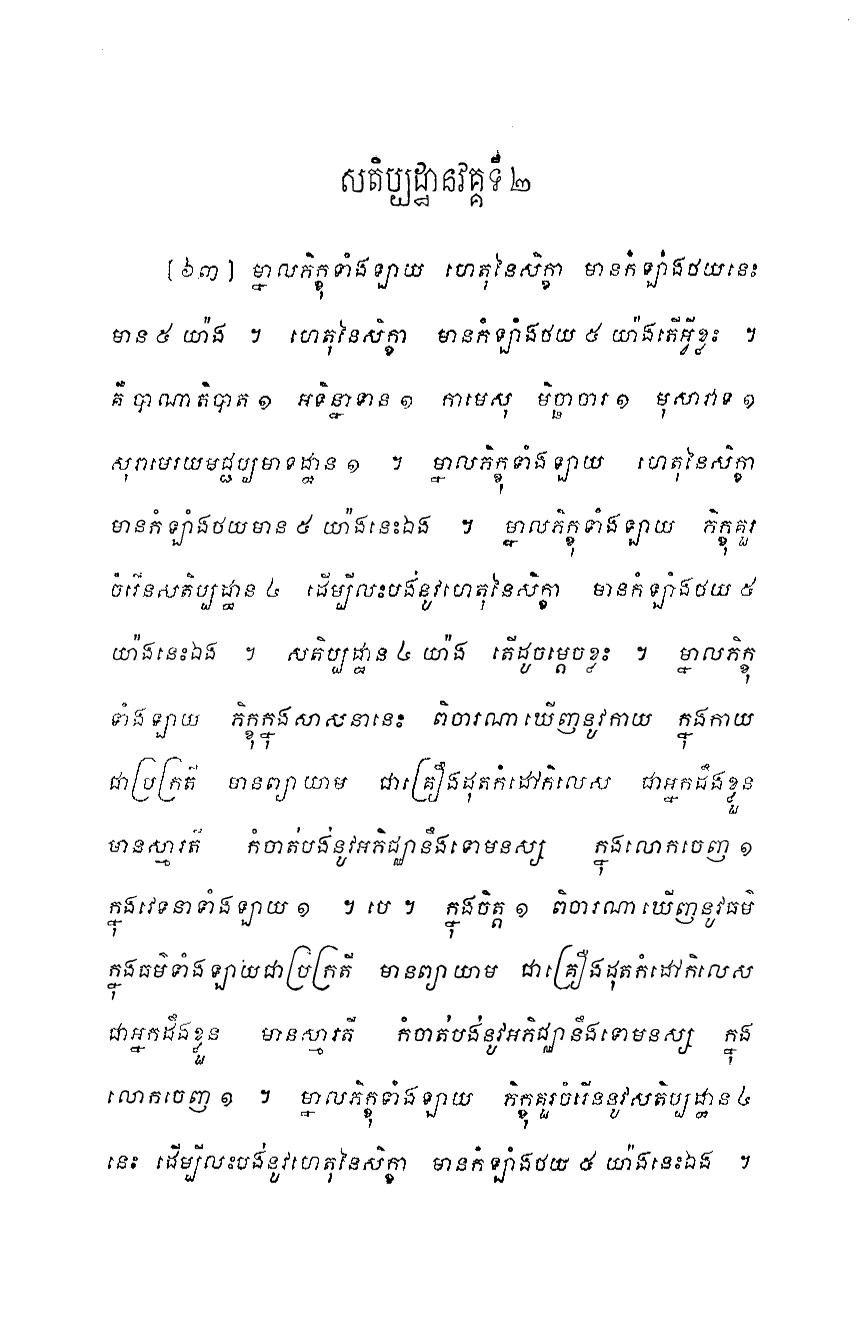 សតិប្បដ្ឋានវគ្គទី ២
[៦៣] ម្នាលភិក្ខុទាំងឡាយ ហេតុនៃសិក្ខា មានកំឡាំងថយនេះ
មាន ៥ យ៉ាង ។ ហេតុនៃសិក្ខា មានកំឡាំងថយ ៥ យ៉ាងតើអ្វីខ្លះ ។
គឺ បាណាតិបាត ១ អទិន្នាទាន ១ កាមេសុ មិច្ឆាចារ ១ មុសាវាទ ១
សុរាមេរយមជ្ជប្បមាទដ្ឋាន ១ ។ ម្នាលភិក្ខុទាំងឡាយ ហេតុនៃសិក្ខា
មានកំឡាំងថយមាន ៥ យ៉ាងនេះឯង ។ ម្នាលភិក្ខុទាំងឡាយ ភិក្ខុគួរ
ចំរើនសតិប្បដ្ឋាន ៤ ដើម្បីលះបង់នូវហេតុនៃសិក្ខា មានកំឡាំងថយ ៥
យ៉ាងនេះឯង ។ សតិប្បដ្ឋាន ៤ យ៉ាង តើដូចម្តេចខ្លះ ។ ម្នាលភិក្ខុ
ទាំងឡាយ ភិក្ខុក្នុងសាសនានេះ ពិចារណាឃើញនូវកាយ ក្នុងកាយ
ជាប្រក្រតី មានព្យាយាម ជាគ្រឿងដុតកំដៅកិលេស ជាអ្នកដឹងខ្លួន
មានស្មារតី កំចាត់បង់នូវអភិជ្ឈានឹងទោមនស្ស ក្នុងលោកចេញ ១
ក្នុងវេទនាទាំងឡាយ ១ ។ បេ ។ ក្នុងចិត្ត ១ ពិចារណាឃើញនូវធម៌
ក្នុងធម៌ទាំងឡាយជាប្រក្រតី មានព្យាយាម ជាគ្រឿងដុតកំដៅកិលេស
ជាអ្នកដឹងខ្លួន មានស្មារតី កំចាត់បង់នូវអភិជ្ឈានឹងទោមនស្ស ក្នុង
លោកចេញ ១ ។ ម្នាលភិក្ខុទាំងឡាយ ភិក្ខុគួរចំរើននូវសតិប្បដ្ឋាន ៤
នេះ ដើម្បីលះបង់នូវហេតុនៃសិក្ខា មានកំឡាំងថយ ៥ យ៉ាងនេះឯង ។